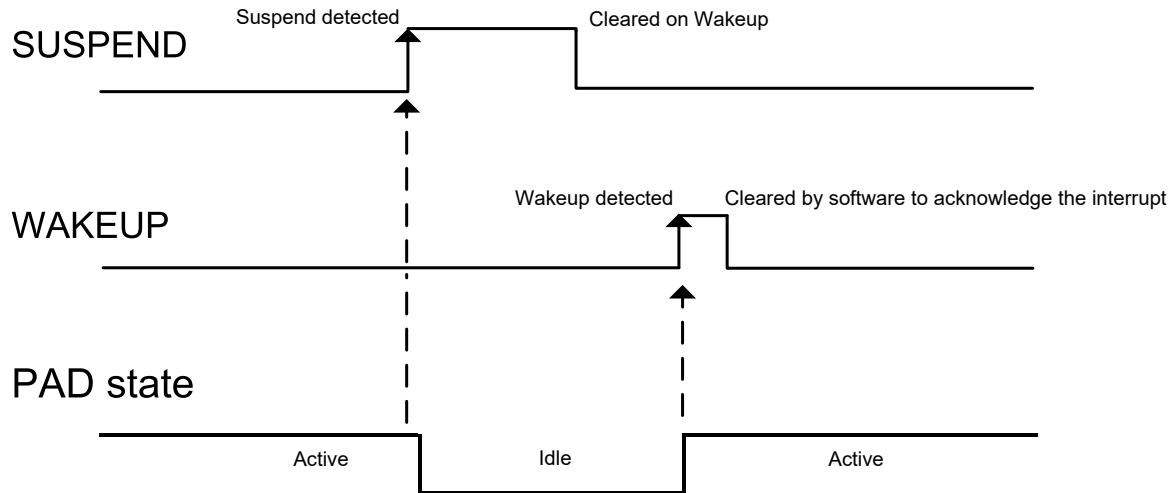 Suspend detected
Cleared on Wakeup
SUSPEND
Wakeup detected
Cleared by software to acknowledge the interrupt
WAKEUP
PAD state
Active
Idle
Active